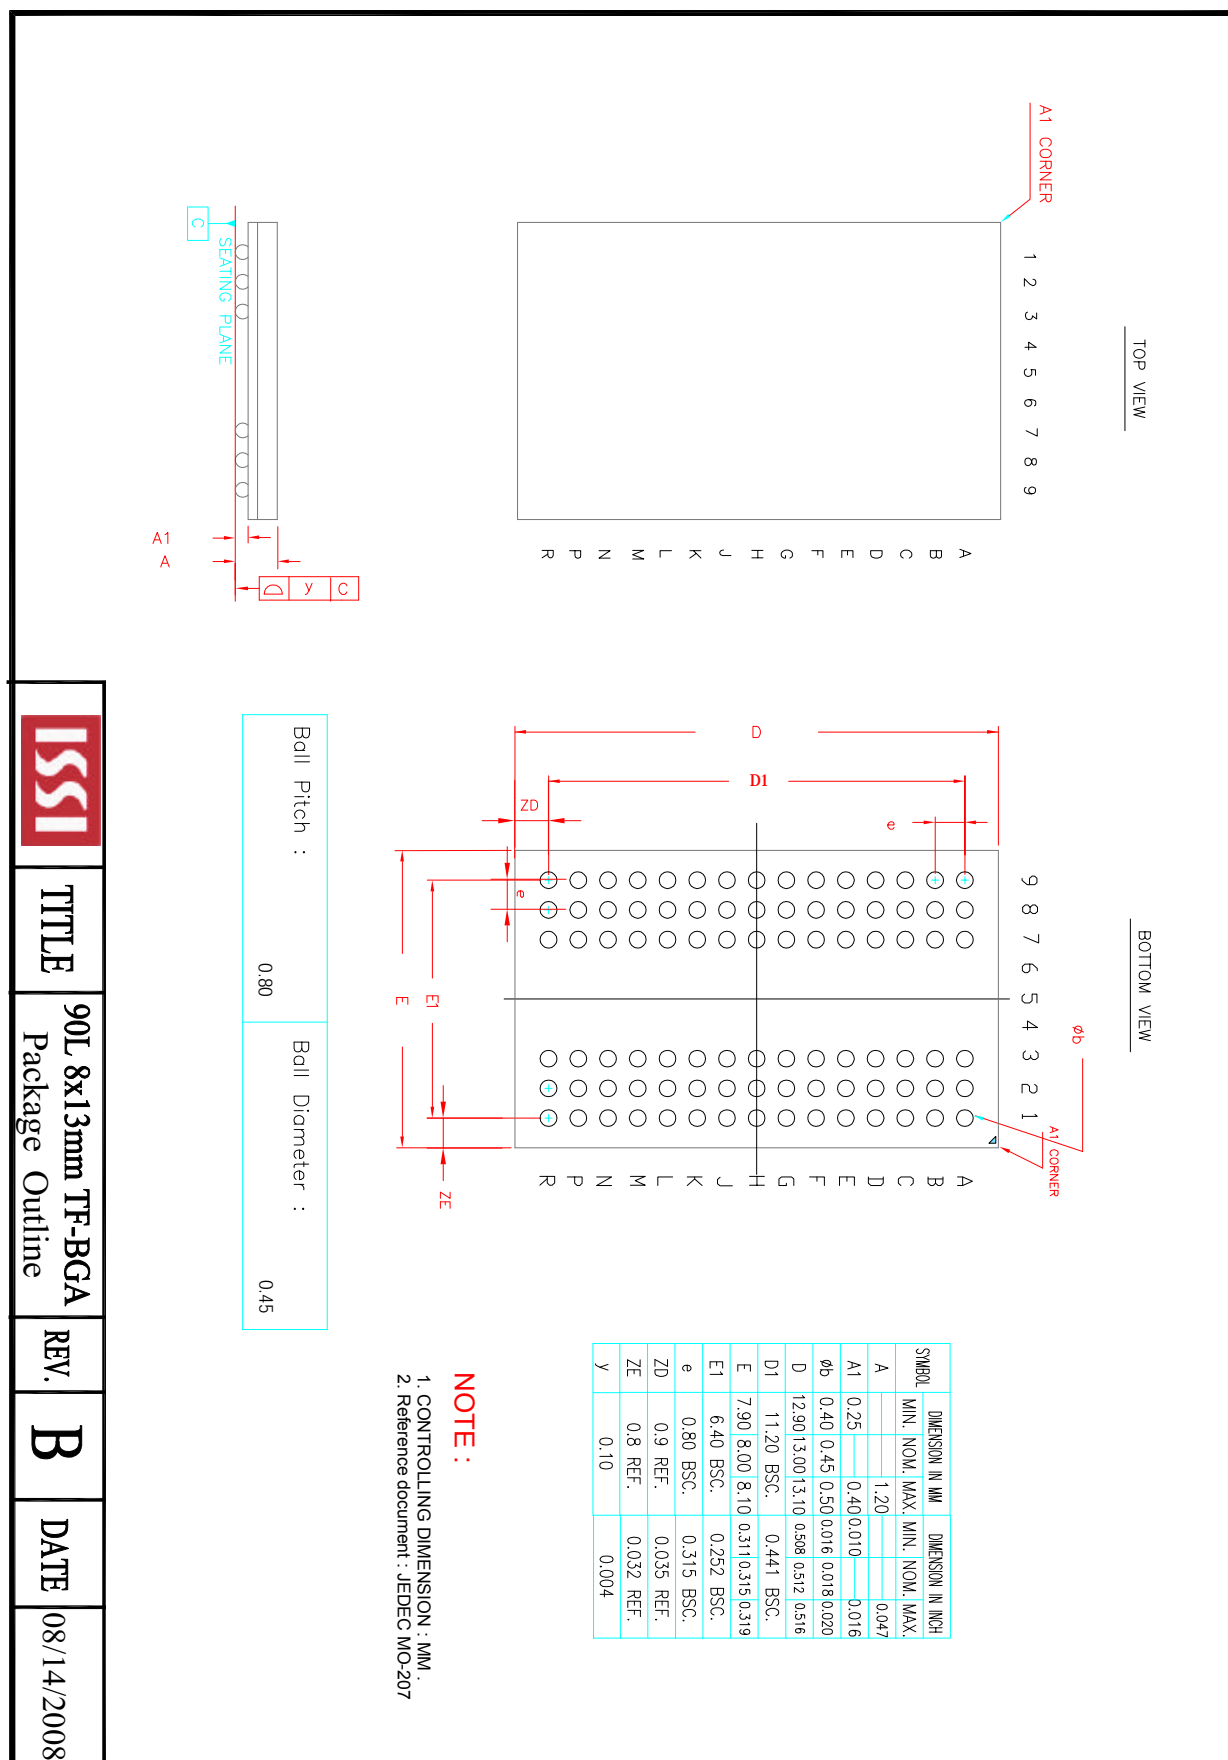 TOP VIEW
A1 CORNER
1 2 3 4 5 6 7 8 9
A
B
C
D
E
F
G
H
J
K
L
M
N
P
R
C
SEATING PLANE
A1
A
y C
BOTTOM VIEW
Øb
A1 CORNER
9 8 7 6 5 4 3 2 1
A
B
C
D
E
F
G
H
J
K
L
M
N
P
R
D
D1
e
ZD
e
E1
E
ZE
SYMBOL DIMENSION IN MM DIMENSION IN INCH
MIN. NOM. MAX. MIN. NOM. MAX.
A 1.20 0.047
A1 0.25 0.40 0.010 0.016
Øb 0.40 0.45 0.50 0.016 0.018 0.020
D 12.90 13.00 13.10 0.508 0.512 0.516
D1 11.20 BSC. 0.441 BSC.
E 7.90 8.00 8.10 0.311 0.315 0.319
E1 6.40 BSC. 0.252 BSC.
e 0.80 BSC. 0.315 BSC.
ZD 0.9 REF. 0.035 REF.
ZE 0.8 REF. 0.032 REF.
y 0.10 0.004
NOTE :
1. CONTROLLING DIMENSION : MM .
2. Reference document : JEDEC MO-207
Ball Pitch :
0.80
Ball Diameter :
0.45
ISSI
TITLE
90L 8x13mm TF-BGA
Package Outline
REV.
B
DATE
08/14/2008